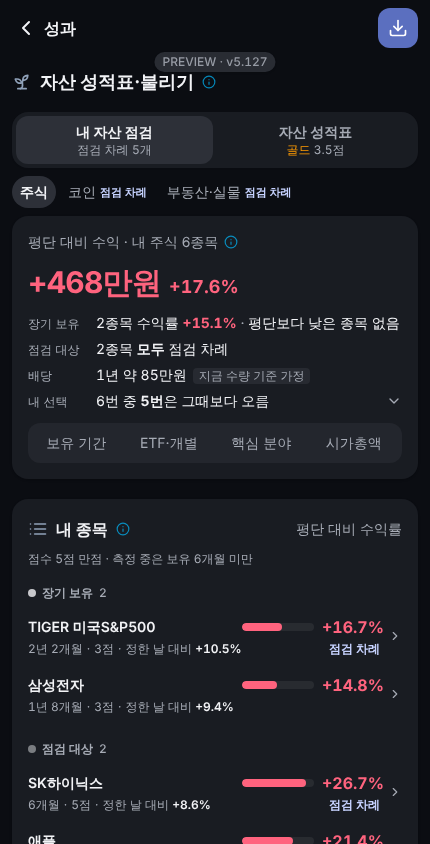 성과
PREVIEW · v5.127
자산 성적표·불리기
내 자산 점검
점검 차례 5개
자산 성적표
골드 3.5점
주식
코인 점검 차례
부동산·실물 점검 차례
평단 대비 수익 · 내 주식 6종목
+468만원 +17.6%
장기 보유 2종목 수익률 +15.1% · 평단보다 낮은 종목 없음
점검 대상 2종목 모두 점검 차례
배당 1년 약 85만원 지금 수량 기준 가정
내 선택 6번 중 5번은 그때보다 오름
보유 기간 ETF·개별 핵심 분야 시가총액
내 종목
평단 대비 수익률
점수 5점 만점 · 측정 중은 보유 6개월 미만
장기 보유 2
TIGER 미국S&P500 +16.7%
2년 2개월 · 3점 · 정한 날 대비 +10.5% 점검 차례
삼성전자 +14.8%
1년 8개월 · 3점 · 정한 날 대비 +9.4%
점검 대상 2
SK하이닉스 +26.7%
6개월 · 5점 · 정한 날 대비 +8.6% 점검 차례
애플 +21.4%